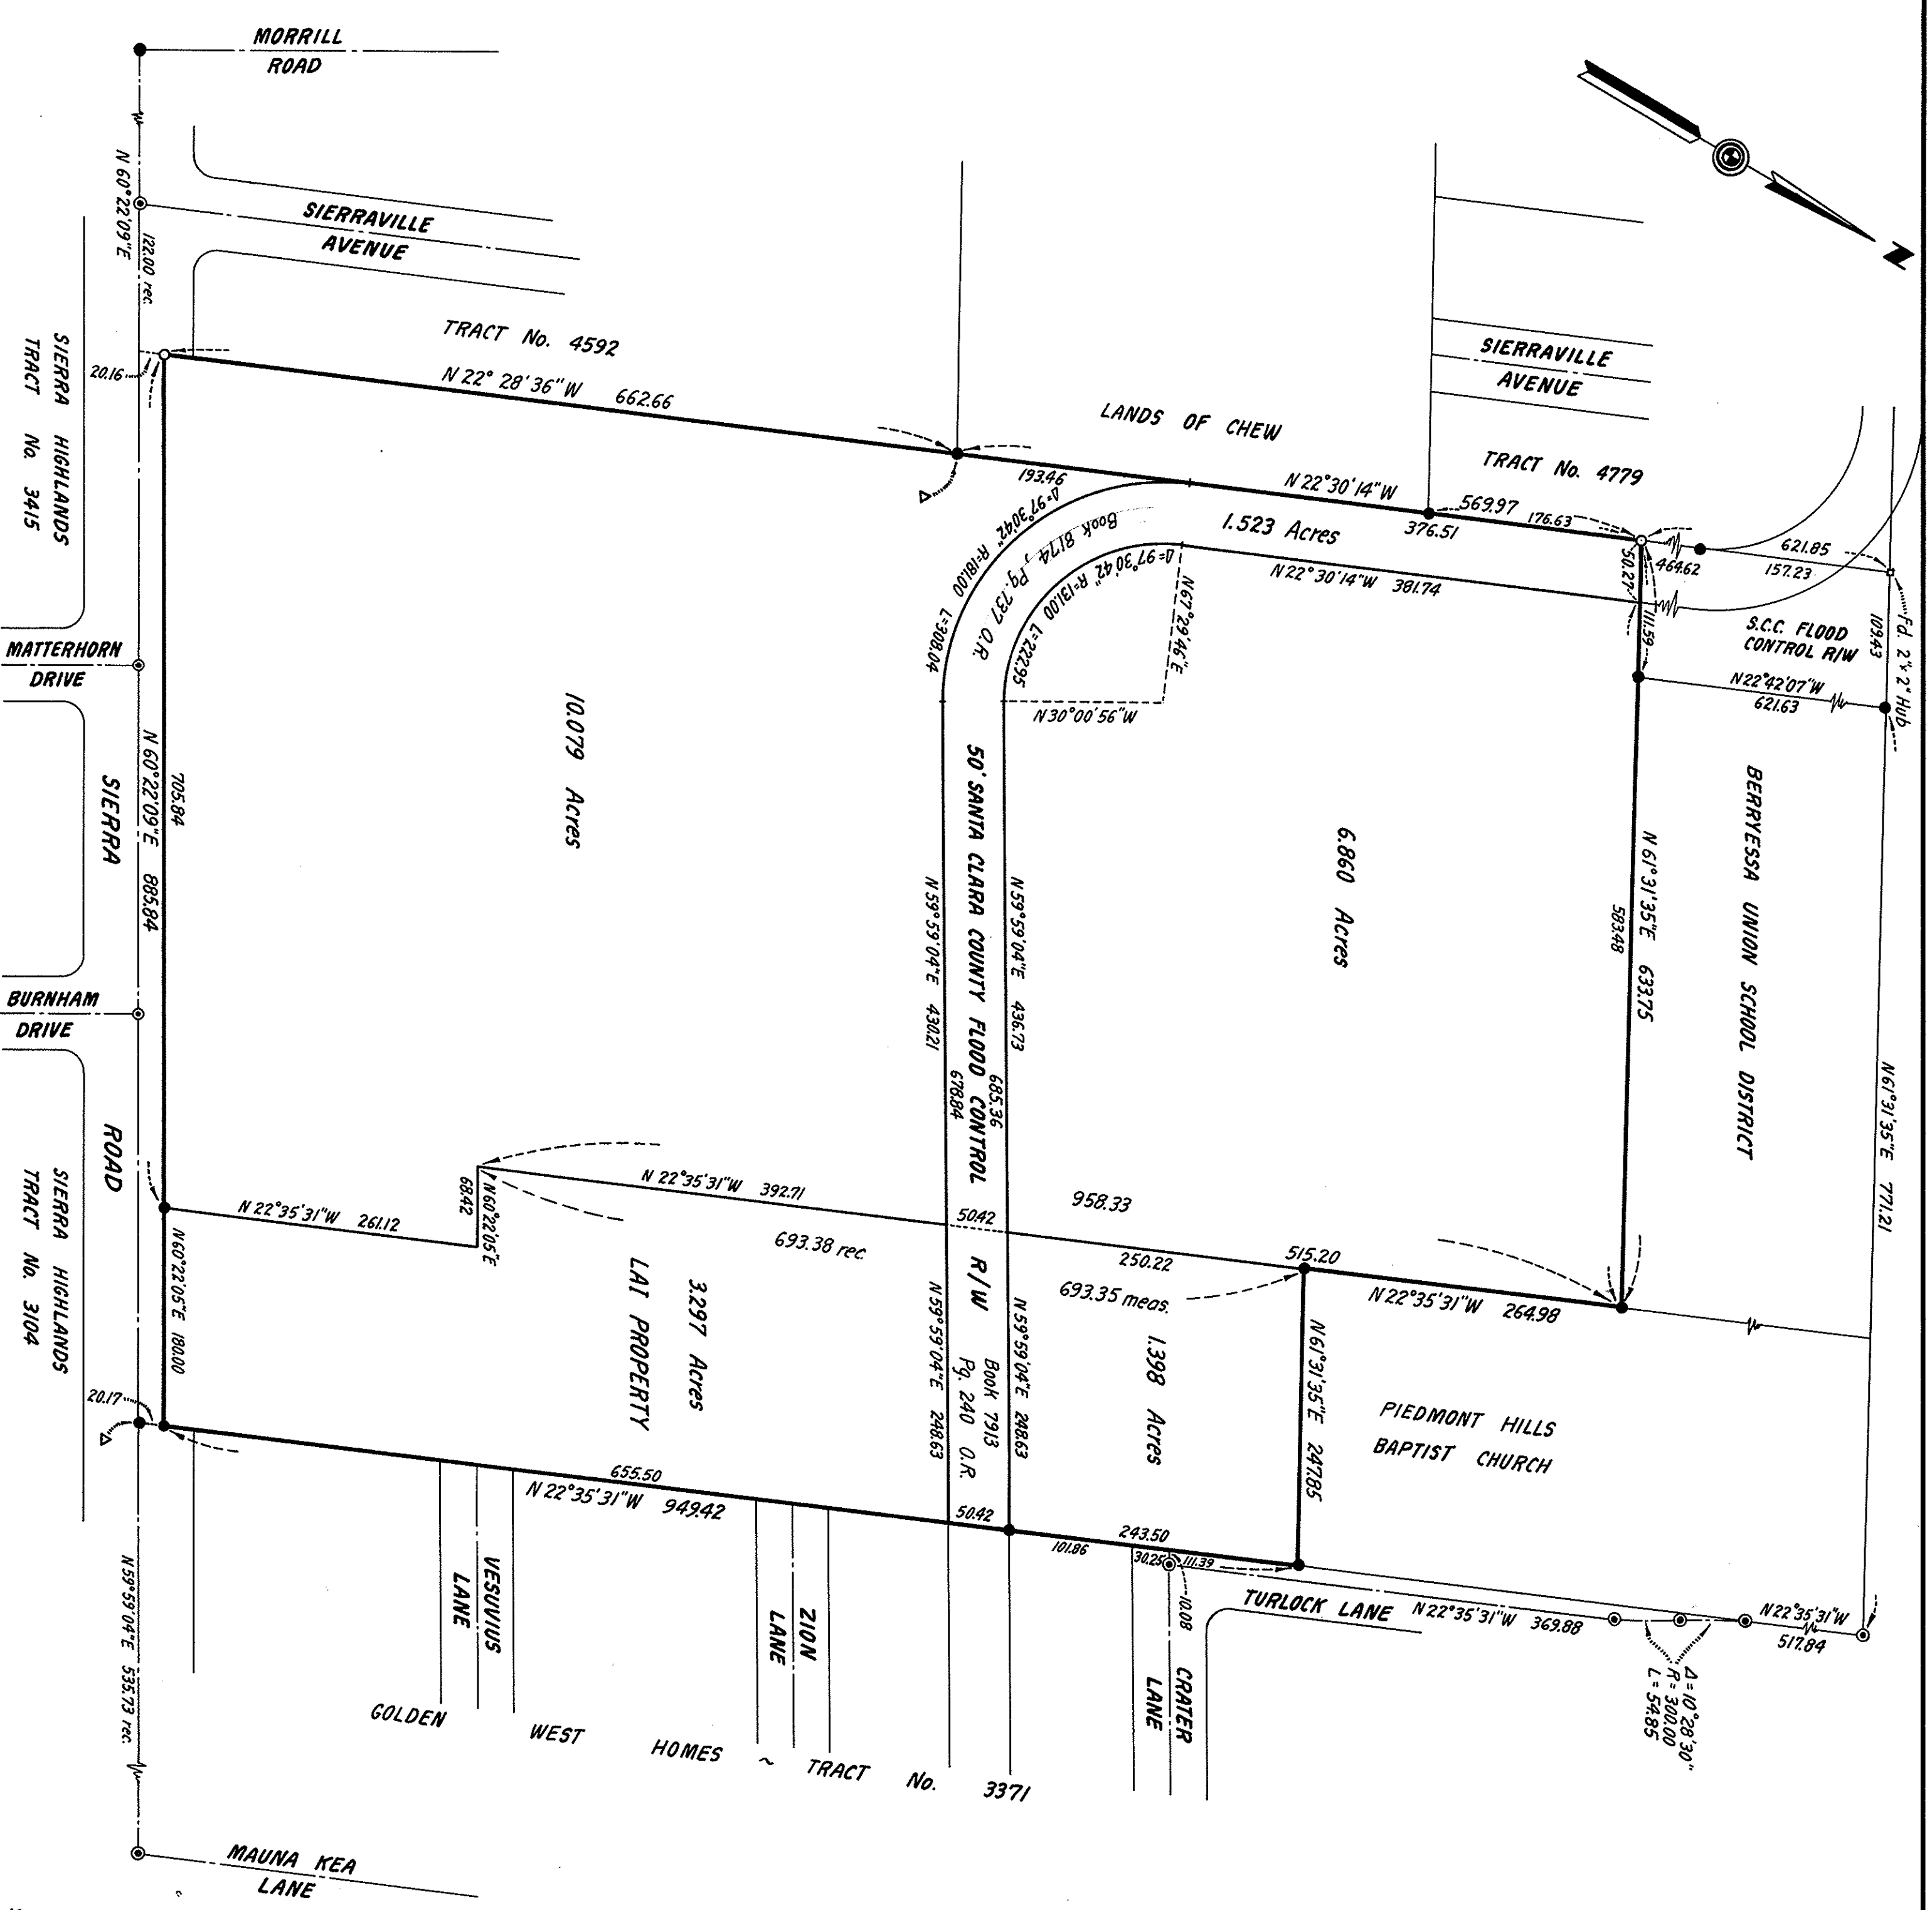 MORRILL
ROAD
N 60°22'09"E
122.00 rec.
SIERRAVILLE
AVENUE
N
TRACT No. 4592
N 22° 28' 36" W 662.66
20.16
SIERRA HIGHLANDS
TRACT No. 3415
LANDS OF CHEW
SIERRAVILLE
AVENUE
TRACT No. 4779
193.46
N 22°30'14"W
569.97
376.51
176.63
1.523 Acres
Δ=97°30'42" R=181.00 L=308.04
Book 8174, Pg. 737 O.R.
Δ=97°30'42" R=131.00 L=222.95
N 22°30'14"W 381.74
N67°29'46"E
N 30°00'56"W
50.27
464.62
621.85
157.23
111.59
S.C.C. FLOOD
CONTROL R/W
109.43
Fd. 2"x 2" Hub
N 22°42'07"W
621.63
MATTERHORN
DRIVE
SIERRA
ROAD
N 60°22'09"E 885.84
705.84
10.079 Acres
50' SANTA CLARA COUNTY FLOOD CONTROL R/W
N 59°59'04"E 430.21
N 59°59'04"E 436.73
678.84
685.36
6.860 Acres
N 61°31'35"E 633.75
583.48
BERRYESSA UNION SCHOOL DISTRICT
N61°31'35"E 771.21
BURNHAM
DRIVE
SIERRA HIGHLANDS
TRACT No. 3104
N 22°35'31"W 261.12
68.42
N60°22'05"E
N 22°35'31"W 392.71
50.42
958.33
693.38 rec.
250.22
515.20
693.35 meas.
N 22°35'31"W 264.98
N60°22'05"E 180.00
20.17
LAI PROPERTY
3.297 Acres
N 59°59'04"E 248.63
Book 7913
Pg. 240 O.R.
N 59°59'04"E 248.63
1.398 Acres
N61°31'35"E 247.85
PIEDMONT HILLS
BAPTIST CHURCH
655.50
N 22°35'31"W 949.42
50.42
243.50
101.86
30.25
111.39
10.08
TURLOCK LANE
N 22°35'31"W 369.88
N22°35'31"W
517.84
Δ = 10°28'30"
R = 300.00
L = 54.85
VESUVIUS
LANE
ZION
LANE
CRATER
LANE
N59°59'04"E 535.73 rec.
GOLDEN WEST HOMES ~ TRACT No. 3371
MAUNA KEA
LANE